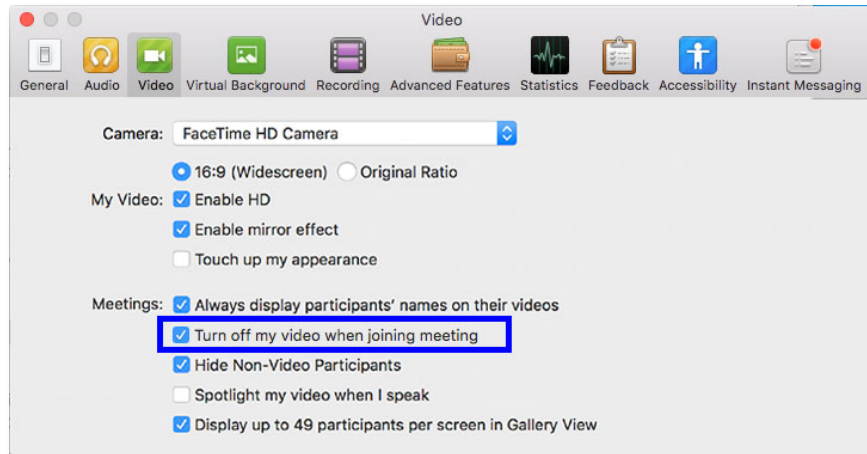 Video
General Audio Video Virtual Background Recording Advanced Features Statistics Feedback Accessibility Instant Messaging
Camera: FaceTime HD Camera
16:9 (Widescreen) Original Ratio
My Video: Enable HD
Enable mirror effect
Touch up my appearance
Meetings: Always display participants' names on their videos
Turn off my video when joining meeting
Hide Non-Video Participants
Spotlight my video when I speak
Display up to 49 participants per screen in Gallery View